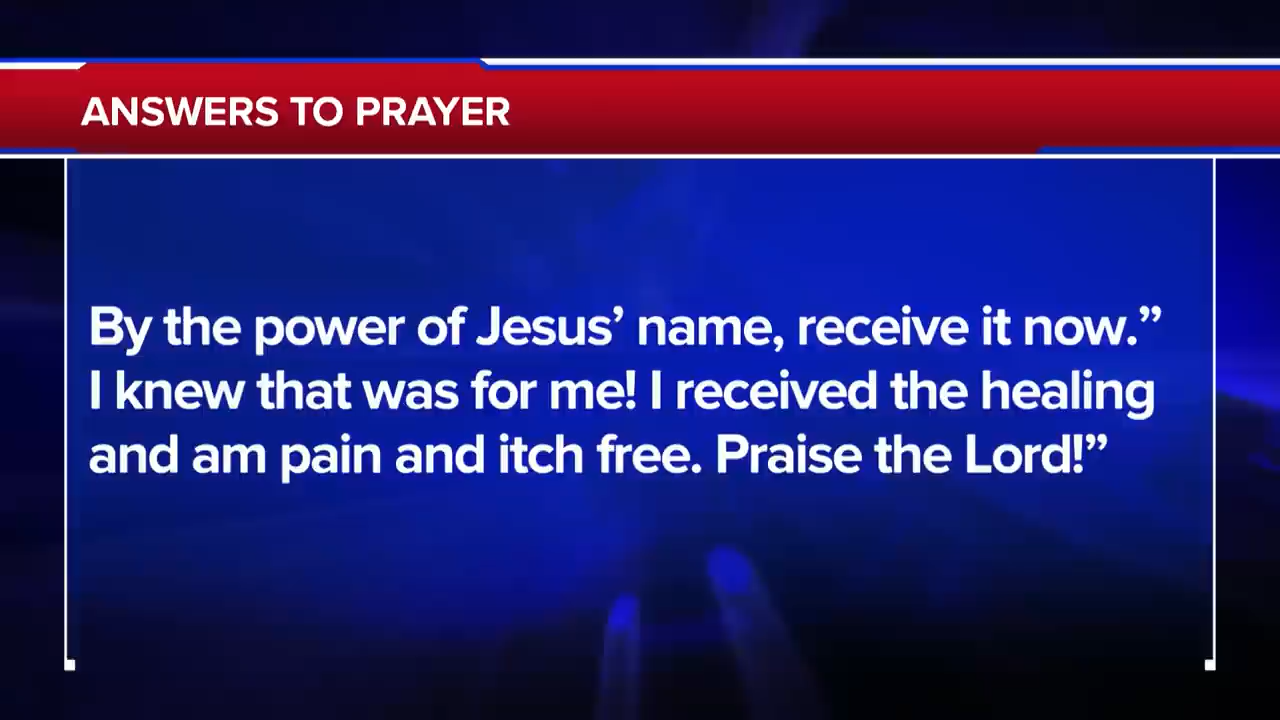 ANSWERS TO PRAYER
By the power of Jesus’ name, receive it now.”
I knew that was for me! I received the healing
and am pain and itch free. Praise the Lord!”